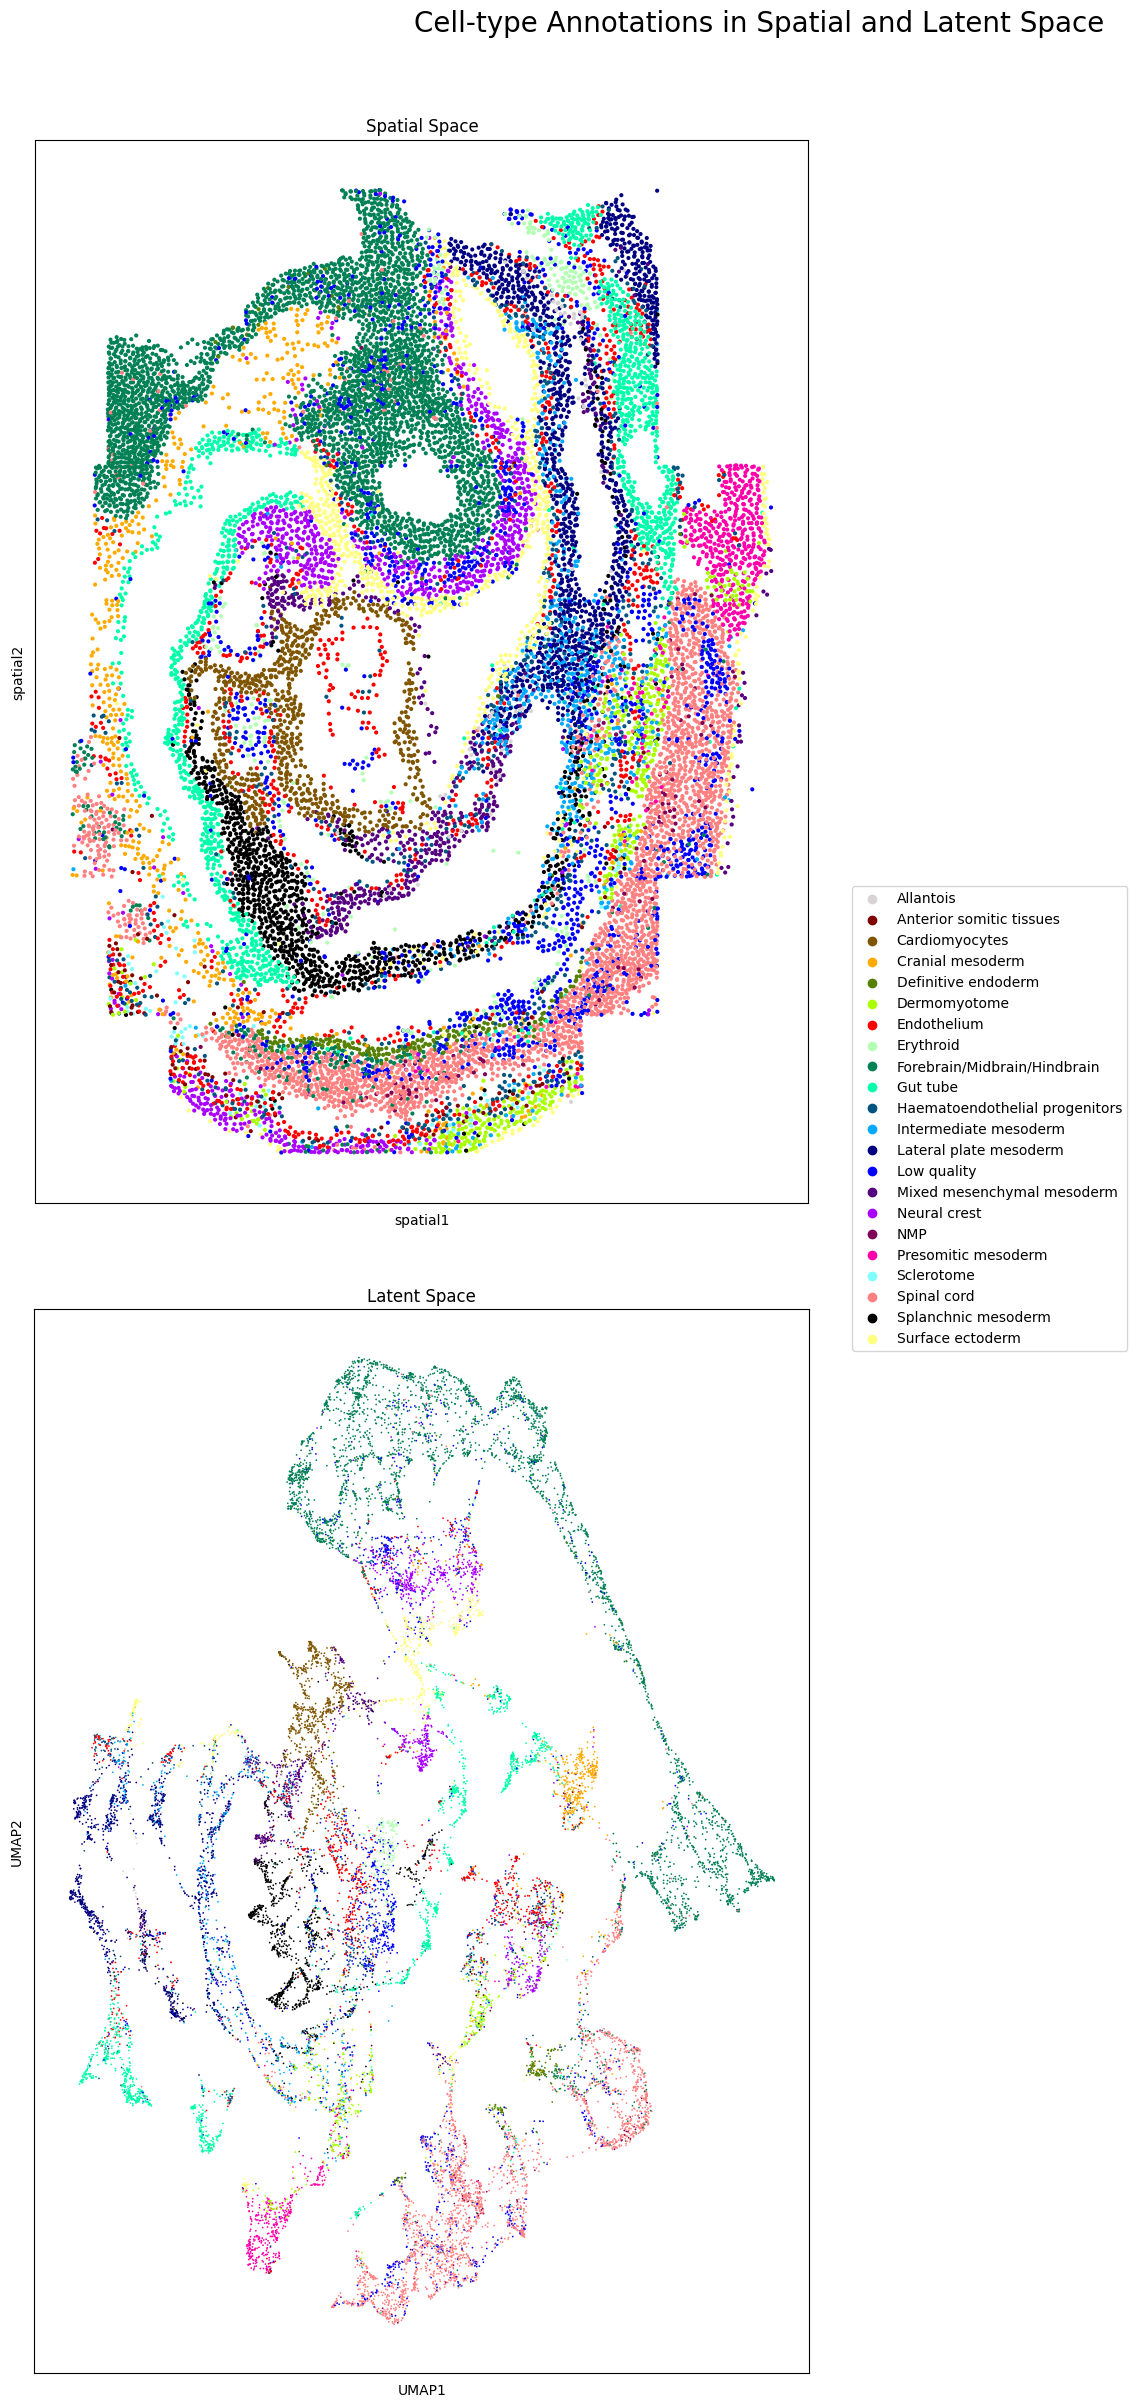 Cell-type Annotations in Spatial and Latent Space
Spatial Space
spatial2
spatial1
Allantois
Anterior somitic tissues
Cardiomyocytes
Cranial mesoderm
Definitive endoderm
Dermomyotome
Endothelium
Erythroid
Forebrain/Midbrain/Hindbrain
Gut tube
Haematoendothelial progenitors
Intermediate mesoderm
Lateral plate mesoderm
Low quality
Mixed mesenchymal mesoderm
Neural crest
NMP
Presomitic mesoderm
Sclerotome
Spinal cord
Splanchnic mesoderm
Surface ectoderm
Latent Space
UMAP2
UMAP1